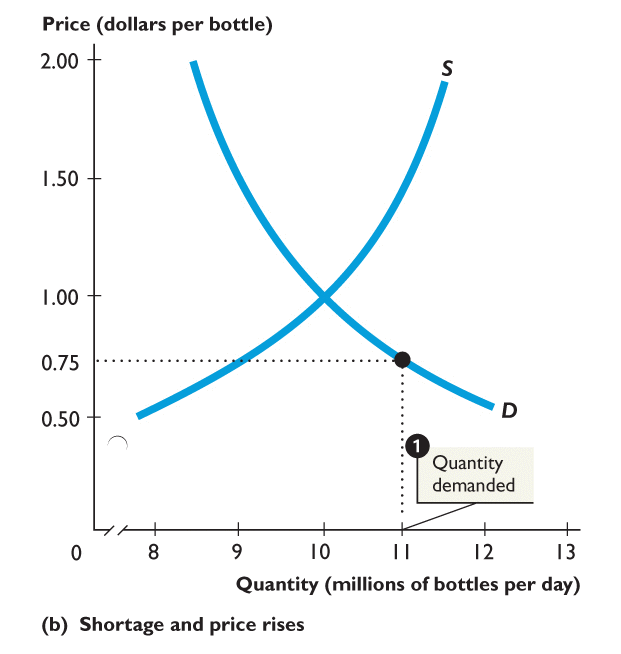 Price (dollars per bottle)
2.00
S
1.50
1.00
0.75
0.50
D
1
Quantity
demanded
0 8 9 10 11 12 13
Quantity (millions of bottles per day)
(b) Shortage and price rises